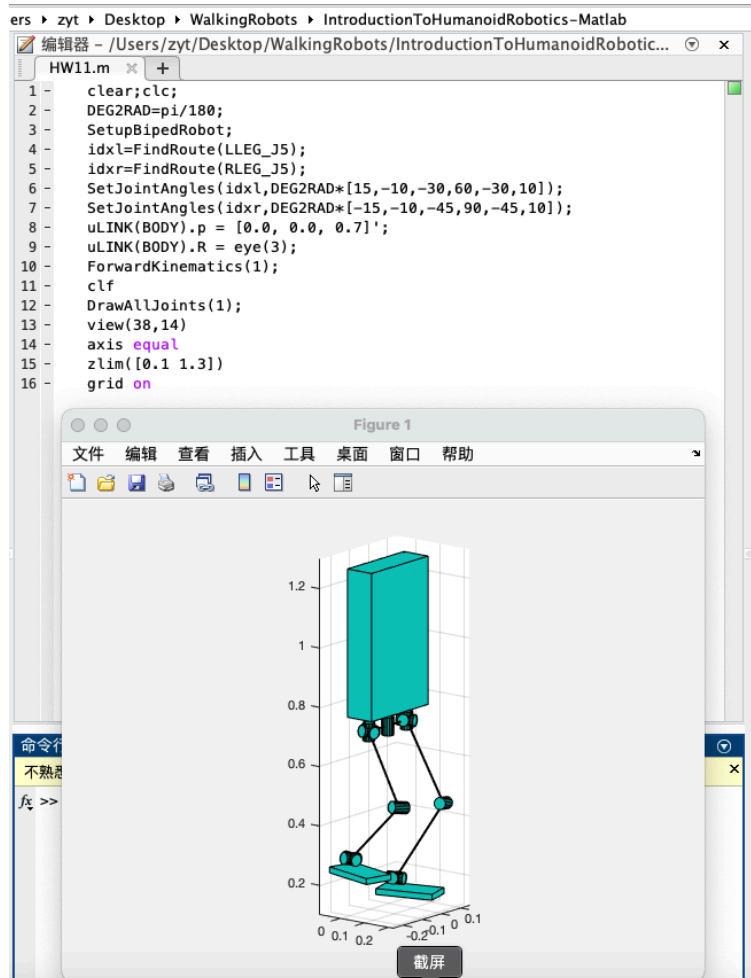 ers ▸ zyt ▸ Desktop ▸ WalkingRobots ▸ IntroductionToHumanoidRobotics-Matlab
编辑器 - /Users/zyt/Desktop/WalkingRobots/IntroductionToHumanoidRobotic...
HW11.m × +
1 - clear;clc;
2 - DEG2RAD=pi/180;
3 - SetupBipedRobot;
4 - idxl=FindRoute(LLEG_J5);
5 - idxr=FindRoute(RLEG_J5);
6 - SetJointAngles(idxl,DEG2RAD*[15,-10,-30,60,-30,10]);
7 - SetJointAngles(idxr,DEG2RAD*[-15,-10,-45,90,-45,10]);
8 - uLINK(BODY).p = [0.0, 0.0, 0.7]';
9 - uLINK(BODY).R = eye(3);
10 - ForwardKinematics(1);
11 - clf
12 - DrawAllJoints(1);
13 - view(38,14)
14 - axis equal
15 - zlim([0.1 1.3])
16 - grid on
Figure 1
文件 编辑 查看 插入 工具 桌面 窗口 帮助
1.2
1
0.8
0.6
0.4
0.2
0 0.1 0.2 -0.2 0.1 0 0.1
命令行
不熟悉
fx >>
截屏